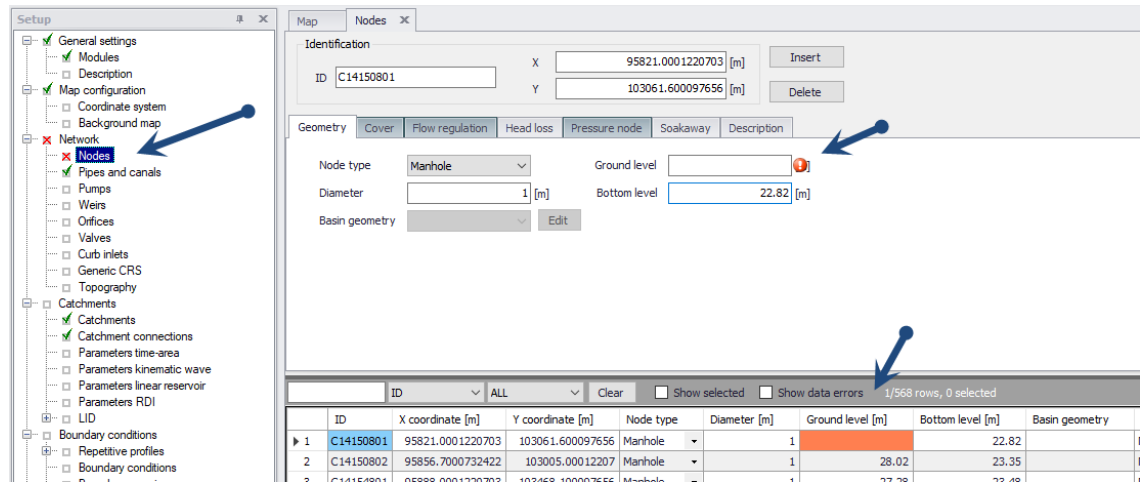 Setup
General settings
Modules
Description
Map configuration
Coordinate system
Background map
Network
Nodes
Pipes and canals
Pumps
Weirs
Orifices
Valves
Curb inlets
Generic CRS
Topography
Catchments
Catchments
Catchment connections
Parameters time-area
Parameters kinematic wave
Parameters linear reservoir
Parameters RDI
LID
Boundary conditions
Repetitive profiles
Boundary conditions
Map Nodes
Identification
ID C14150801
X 95821.0001220703 [m] Insert
Y 103061.600097656 [m] Delete
Geometry Cover Flow regulation Head loss Pressure node Soakaway Description
Node type Manhole Ground level
Diameter 1 [m] Bottom level 22.82 [m]
Basin geometry Edit
ID ALL Clear Show selected Show data errors 1/568 rows, 0 selected
ID X coordinate [m] Y coordinate [m] Node type Diameter [m] Ground level [m] Bottom level [m] Basin geometry
1 C14150801 95821.0001220703 103061.600097656 Manhole 1 22.82
2 C14150802 95856.7000732422 103005.00012207 Manhole 1 28.02 23.35